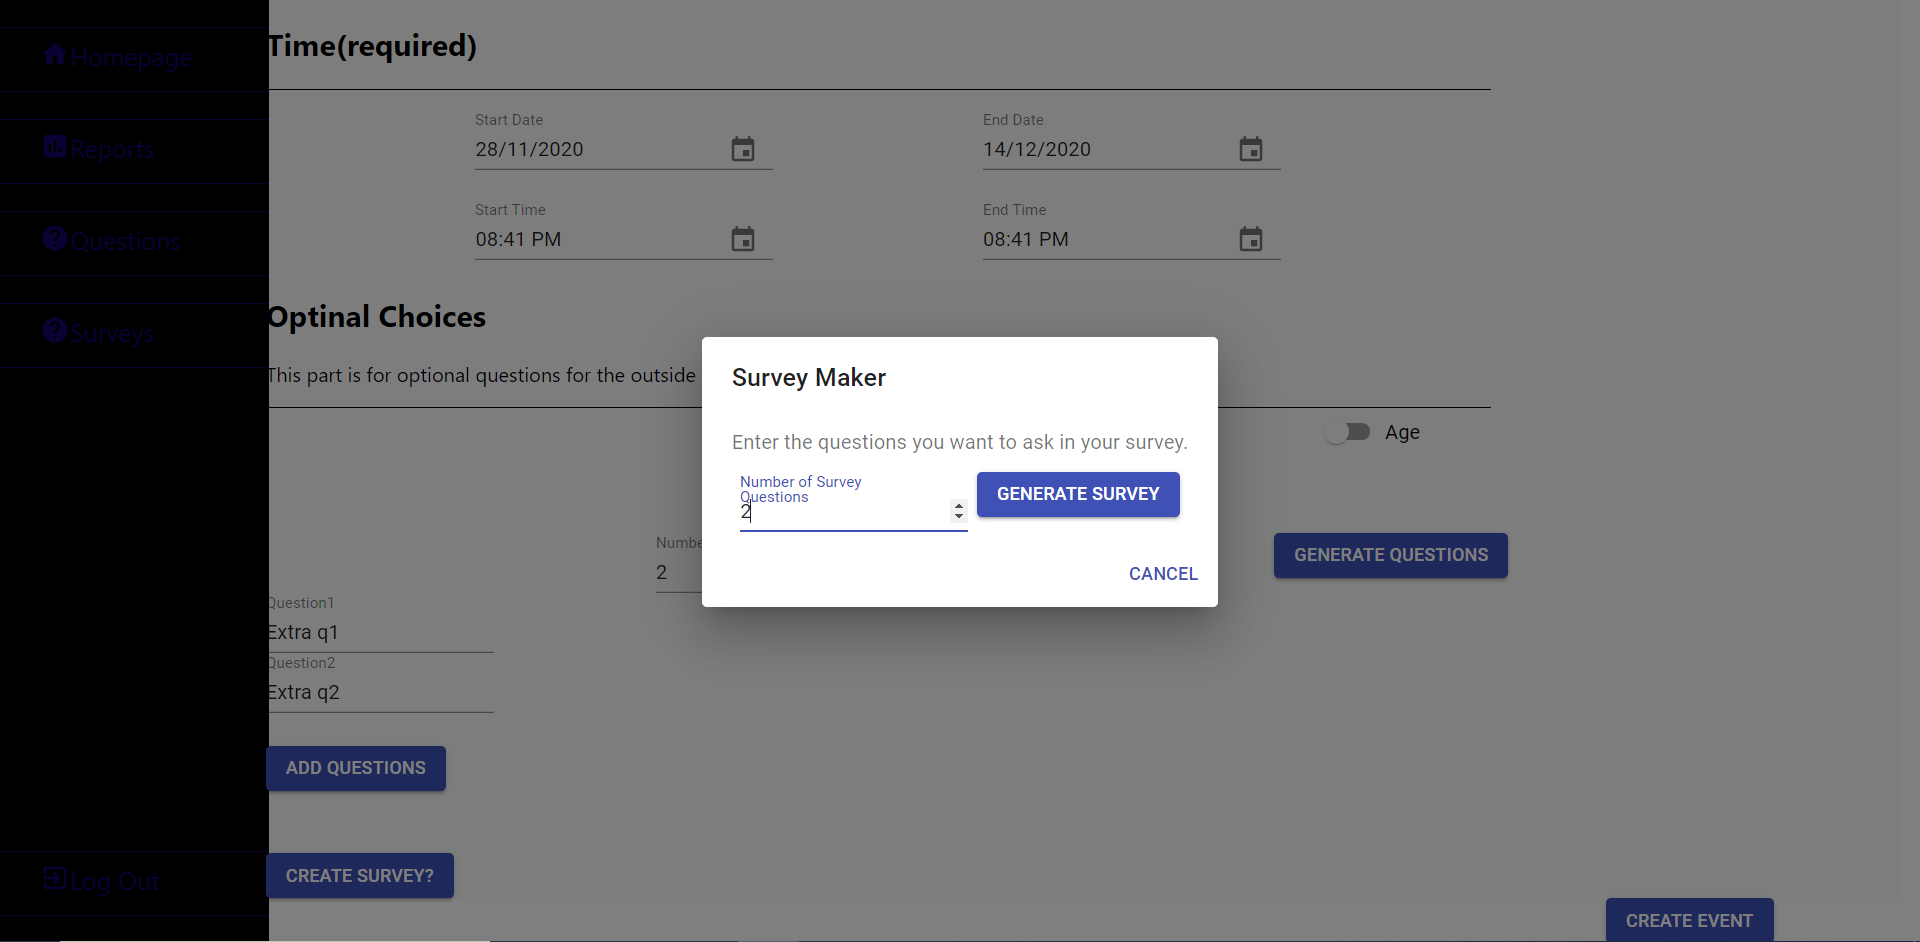 Homepage
Reports
Questions
Surveys
Log Out
Time(required)
Start Date
28/11/2020
End Date
14/12/2020
Start Time
08:41 PM
End Time
08:41 PM
Optinal Choices
This part is for optional questions for the outside
Age
Numbe
2
GENERATE QUESTIONS
Question1
Extra q1
Question2
Extra q2
ADD QUESTIONS
CREATE SURVEY?
CREATE EVENT
Survey Maker
Enter the questions you want to ask in your survey.
Number of Survey
Questions
2
GENERATE SURVEY
CANCEL